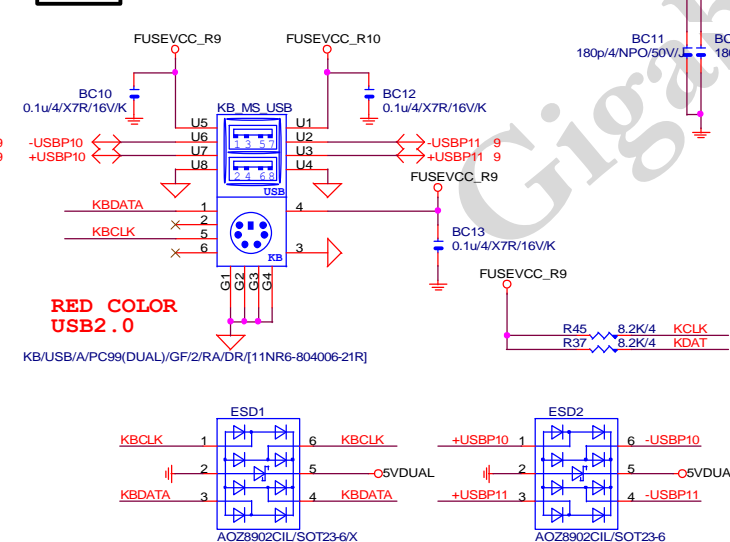 FUSEVCC_R9
FUSEVCC_R10
BC11
180p/4/NPO/50V/J
BC10
0.1u/4/X7R/16V/K
BC12
0.1u/4/X7R/16V/K
KB_MS_USB
U5
U6
U7
U8
U1
U2
U3
U4
1 3 5 7
2 4 6 8
USB
-USBP10
+USBP10
-USBP11 9
+USBP11 9
9
9
FUSEVCC_R9
KBDATA
KBCLK
1
2
5
6
4
3
KB
G1
G2
G3
G4
BC13
0.1u/4/X7R/16V/K
FUSEVCC_R9
RED COLOR
USB2.0
R45 8.2K/4 KCLK
R37 8.2K/4 KDAT
KB/USB/A/PC99(DUAL)/GF/2/RA/DR/[11NR6-804006-21R]
ESD1
KBCLK 1 6 KBCLK
2 5 5VDUAL
KBDATA 3 4 KBDATA
AOZ8902CIL/SOT23-6/X
ESD2
+USBP10 1 6 -USBP10
2 5 5VDUA
+USBP11 3 4 -USBP11
AOZ8902CIL/SOT23-6
Gigab